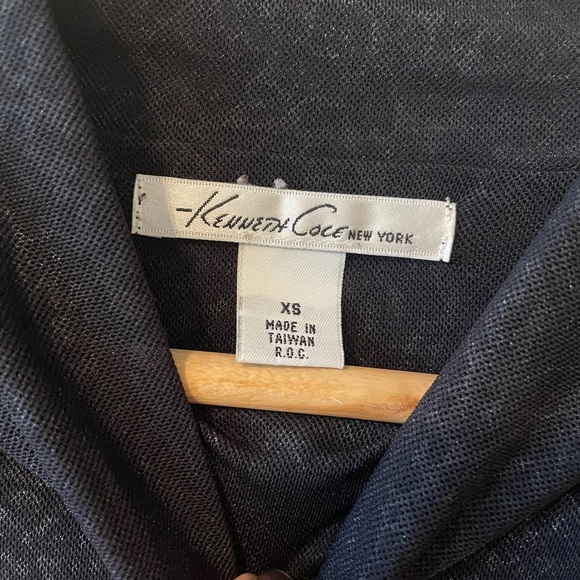 -KENNETH COLE NEW YORK
XS
MADE IN
TAIWAN
R.O.C.